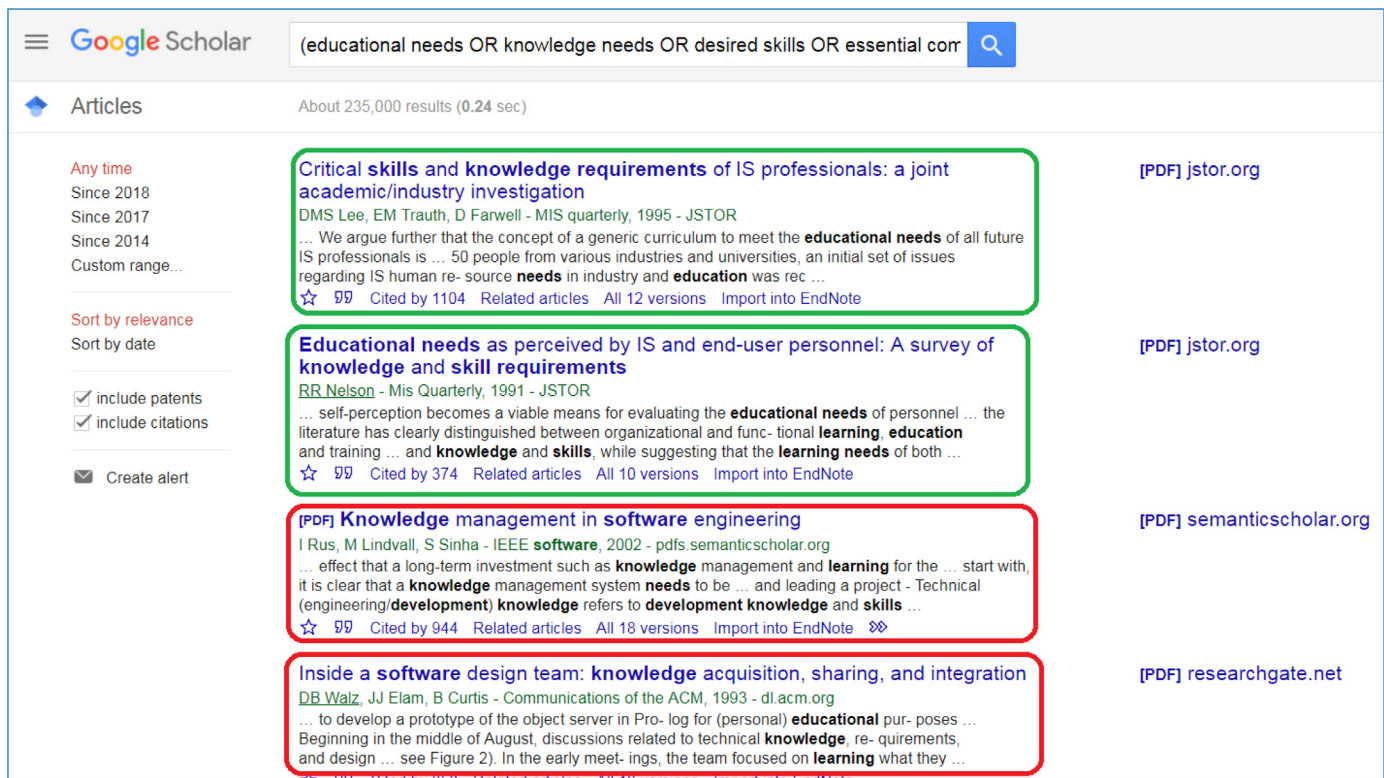 Google Scholar
(educational needs OR knowledge needs OR desired skills OR essential com
Articles
About 235,000 results (0.24 sec)
Any time
Since 2018
Since 2017
Since 2014
Custom range...
Sort by relevance
Sort by date
include patents
include citations
Create alert
Critical skills and knowledge requirements of IS professionals: a joint
academic/industry investigation
DMS Lee, EM Trauth, D Farwell - MIS quarterly, 1995 - JSTOR
... We argue further that the concept of a generic curriculum to meet the educational needs of all future
IS professionals is ... 50 people from various industries and universities, an initial set of issues
regarding IS human re- source needs in industry and education was rec ...
Cited by 1104 Related articles All 12 versions Import into EndNote
[PDF] jstor.org
Educational needs as perceived by IS and end-user personnel: A survey of
knowledge and skill requirements
RR Nelson - Mis Quarterly, 1991 - JSTOR
... self-perception becomes a viable means for evaluating the educational needs of personnel ... the
literature has clearly distinguished between organizational and func- tional learning, education
and training ... and knowledge and skills, while suggesting that the learning needs of both ...
Cited by 374 Related articles All 10 versions Import into EndNote
[PDF] jstor.org
[PDF] Knowledge management in software engineering
I Rus, M Lindvall, S Sinha - IEEE software, 2002 - pdfs.semanticscholar.org
... effect that a long-term investment such as knowledge management and learning for the ... start with,
it is clear that a knowledge management system needs to be ... and leading a project - Technical
(engineering/development) knowledge refers to development knowledge and skills ...
Cited by 944 Related articles All 18 versions Import into EndNote
[PDF] semanticscholar.org
Inside a software design team: knowledge acquisition, sharing, and integration
DB Walz, JJ Elam, B Curtis - Communications of the ACM, 1993 - dl.acm.org
... to develop a prototype of the object server in Pro- log for (personal) educational pur- poses ...
Beginning in the middle of August, discussions related to technical knowledge, re- quirements,
and design ... see Figure 2). In the early meet- ings, the team focused on learning what they ...
[PDF] researchgate.net